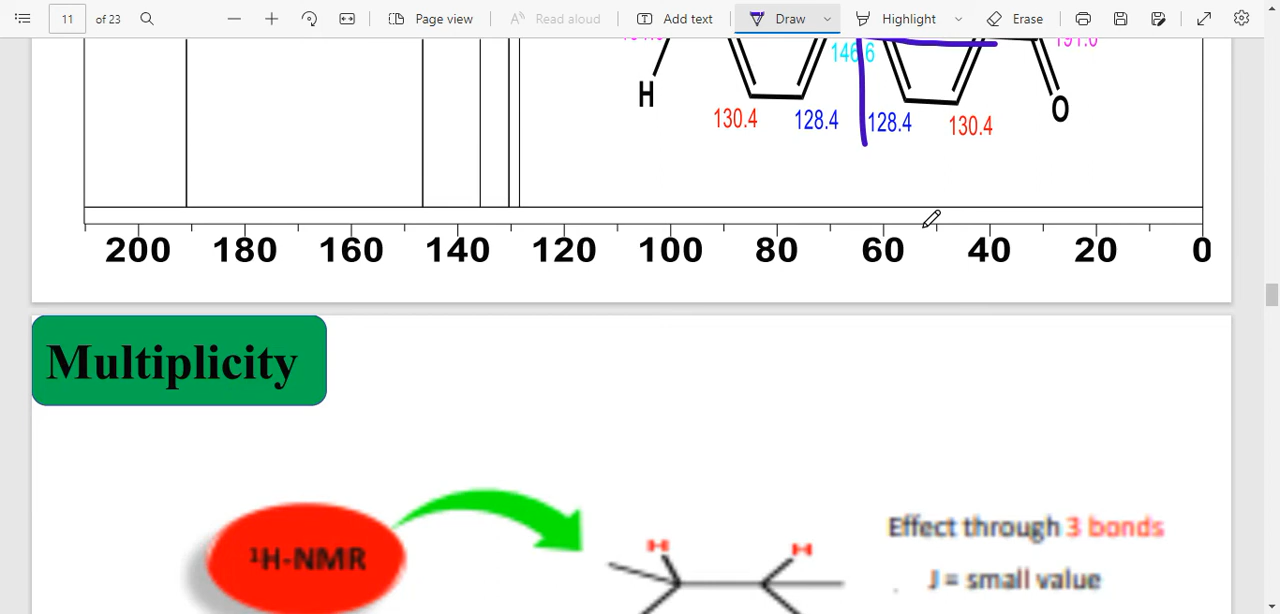 11 of 23 Page view Read aloud Add text Draw Highlight Erase
146.6
H
O
130.4 128.4 128.4 130.4
200 180 160 140 120 100 80 60 40 20 0
Multiplicity
¹H-NMR
H H
Effect through 3 bonds
J = small value